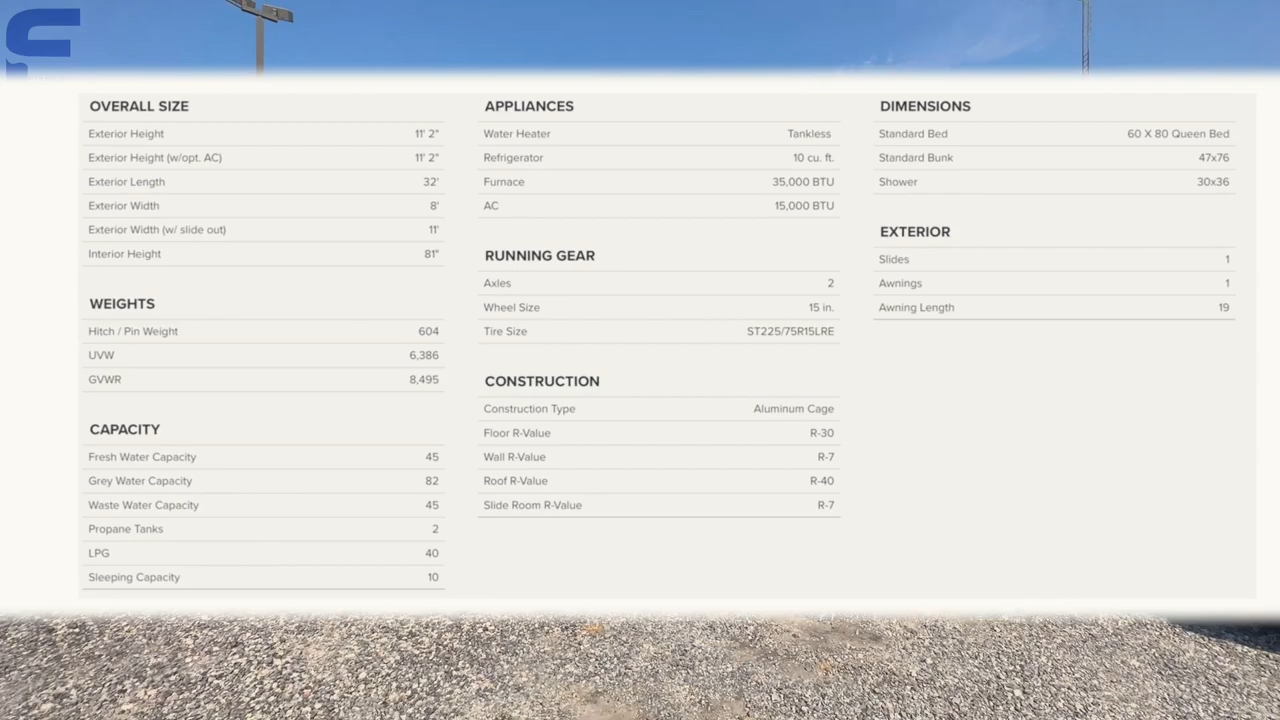 OVERALL SIZE
Exterior Height 11' 2"
Exterior Height (w/opt. AC) 11' 2"
Exterior Length 32'
Exterior Width 8'
Exterior Width (w/ slide out) 11'
Interior Height 81"
WEIGHTS
Hitch / Pin Weight 604
UVW 6,386
GVWR 8,495
CAPACITY
Fresh Water Capacity 45
Grey Water Capacity 82
Waste Water Capacity 45
Propane Tanks 2
LPG 40
Sleeping Capacity 10
APPLIANCES
Water Heater Tankless
Refrigerator 10 cu. ft.
Furnace 35,000 BTU
AC 15,000 BTU
RUNNING GEAR
Axles 2
Wheel Size 15 in.
Tire Size ST225/75R15LRE
CONSTRUCTION
Construction Type Aluminum Cage
Floor R-Value R-30
Wall R-Value R-7
Roof R-Value R-40
Slide Room R-Value R-7
DIMENSIONS
Standard Bed 60 X 80 Queen Bed
Standard Bunk 47x76
Shower 30x36
EXTERIOR
Slides 1
Awnings 1
Awning Length 19